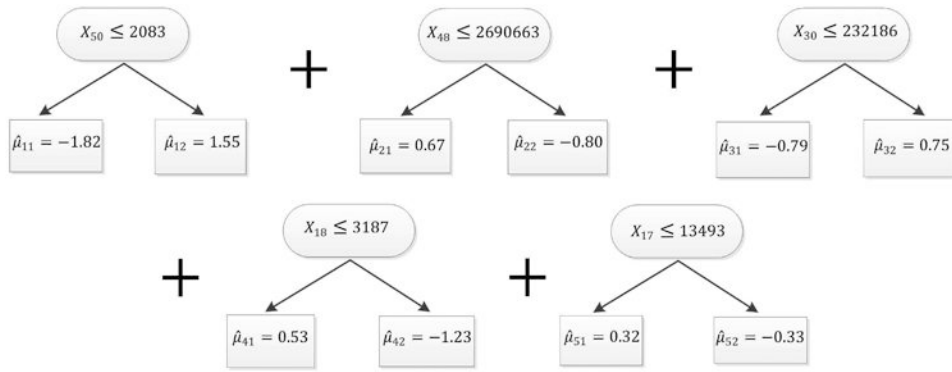 X₅₀ ≤ 2083
+
X₄₈ ≤ 2690663
+
X₃₀ ≤ 232186
μ̂₁₁ = −1.82
μ̂₁₂ = 1.55
μ̂₂₁ = 0.67
μ̂₂₂ = −0.80
μ̂₃₁ = −0.79
μ̂₃₂ = 0.75
+
X₁₈ ≤ 3187
+
X₁₇ ≤ 13493
μ̂₄₁ = 0.53
μ̂₄₂ = −1.23
μ̂₅₁ = 0.32
μ̂₅₂ = −0.33